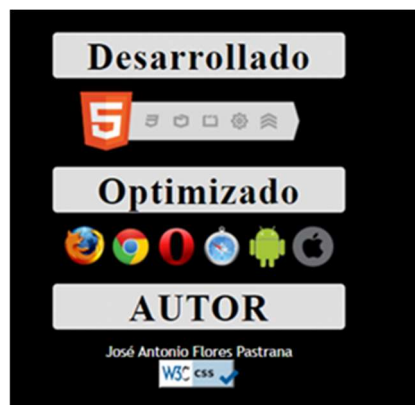 Desarrollado
5
Optimizado
AUTOR
José Antonio Flores Pastrana
W3C css